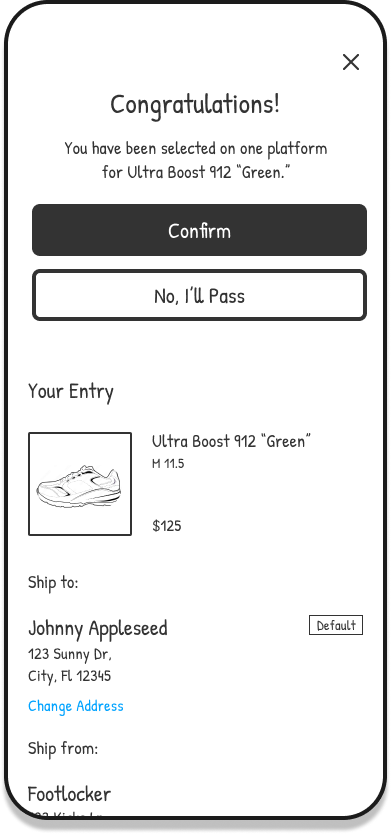 Congratulations!
You have been selected on one platform
for Ultra Boost 912 “Green.”
Confirm
No, I’ll Pass
Your Entry
Ultra Boost 912 “Green”
M 11.5
$125
Ship to:
Johnny Appleseed
Default
123 Sunny Dr,
City, Fl 12345
Change Address
Ship from:
Footlocker